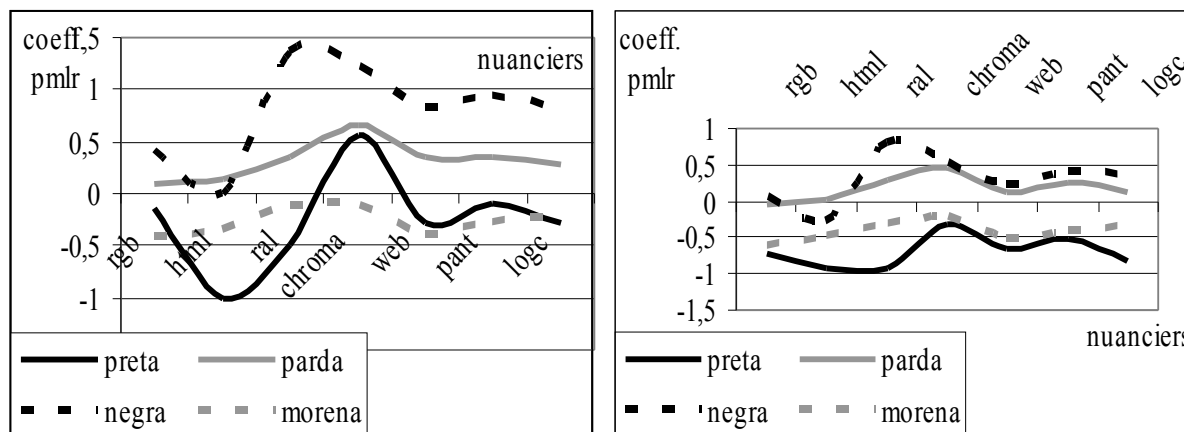 coeff,5
pmlr
nuanciers
1
0,5
0
-0,5
-1
rgb
html
ral
chroma
web
pant
logc
preta
parda
negra
morena
coeff.
pmlr
rgb
html
ral
chroma
web
pant
logc
1
0,5
0
-0,5
-1
-1,5
nuanciers
preta
parda
negra
morena